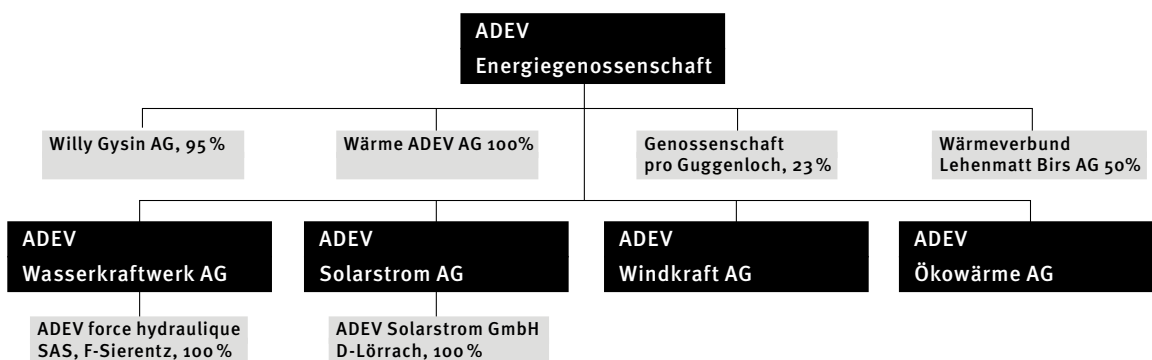 ADEV
Energiegenossenschaft
Willy Gysin AG, 95 %
Wärme ADEV AG 100%
Genossenschaft
pro Guggenloch, 23 %
Wärmeverbund
Lehenmatt Birs AG 50%
ADEV
Wasserkraftwerk AG
ADEV
Solarstrom AG
ADEV
Windkraft AG
ADEV
Ökowärme AG
ADEV force hydraulique
SAS, F-Sierentz, 100 %
ADEV Solarstrom GmbH
D-Lörrach, 100 %